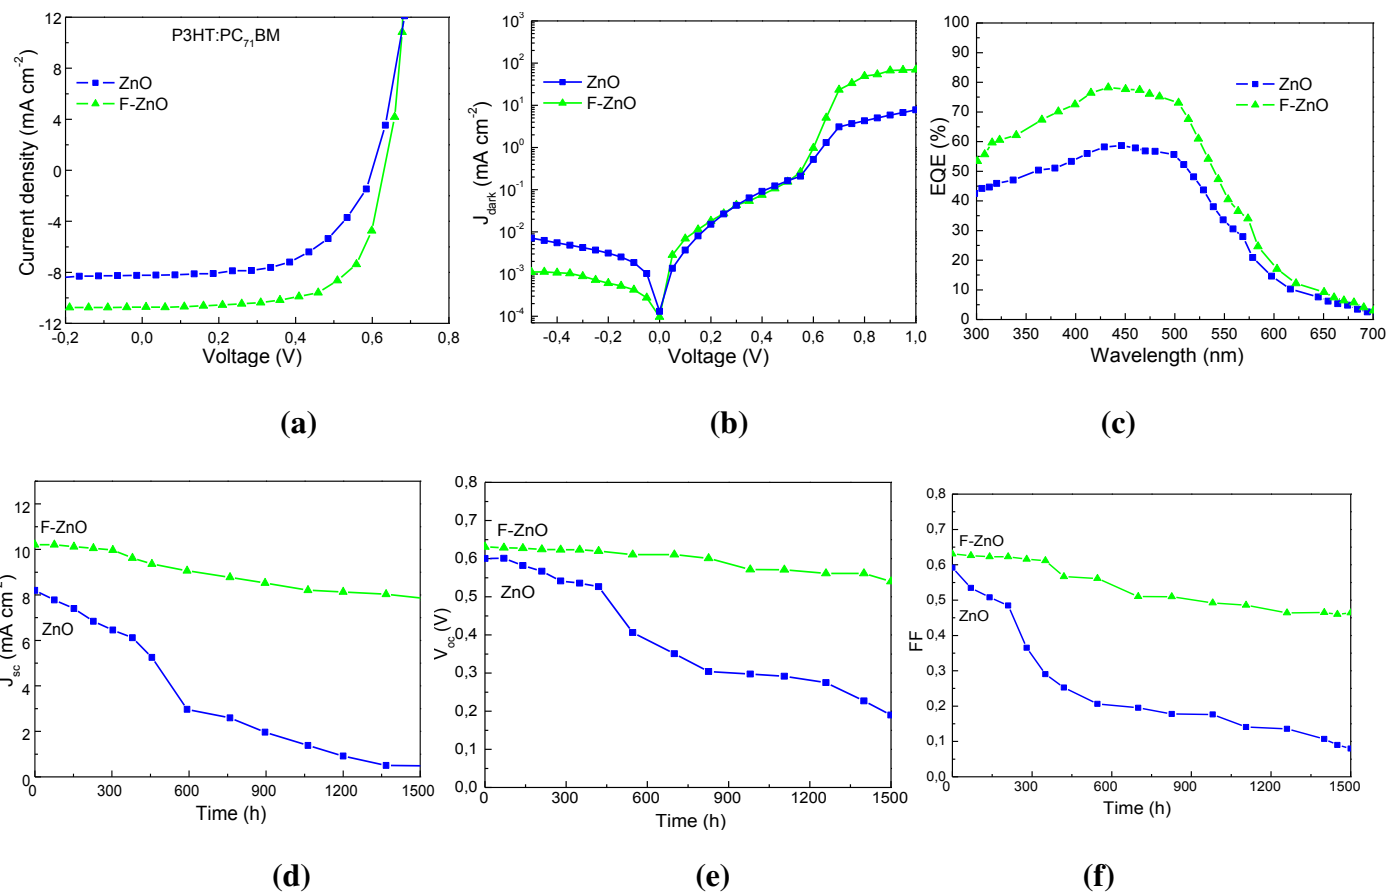 P3HT:PC71BM
ZnO
F-ZnO
Current density (mA cm-2)
12
8
4
0
-4
-8
-12
-0,2 0,0 0,2 0,4 0,6 0,8
Voltage (V)
(a)
ZnO
F-ZnO
Jdark (mA cm-2)
10^3
10^2
10^1
10^0
10^-1
10^-2
10^-3
10^-4
-0,4 -0,2 0,0 0,2 0,4 0,6 0,8 1,0
Voltage (V)
(b)
ZnO
F-ZnO
EQE (%)
100
90
80
70
60
50
40
30
20
10
0
300 350 400 450 500 550 600 650 700
Wavelength (nm)
(c)
F-ZnO
ZnO
Jsc (mA cm-2)
12
10
8
6
4
2
0
0 300 600 900 1200 1500
Time (h)
(d)
F-ZnO
ZnO
Voc (V)
0,8
0,7
0,6
0,5
0,4
0,3
0,2
0,1
0,0
0 300 600 900 1200 1500
Time (h)
(e)
F-ZnO
ZnO
FF
0,8
0,7
0,6
0,5
0,4
0,3
0,2
0,1
0,0
0 300 600 900 1200 1500
Time (h)
(f)